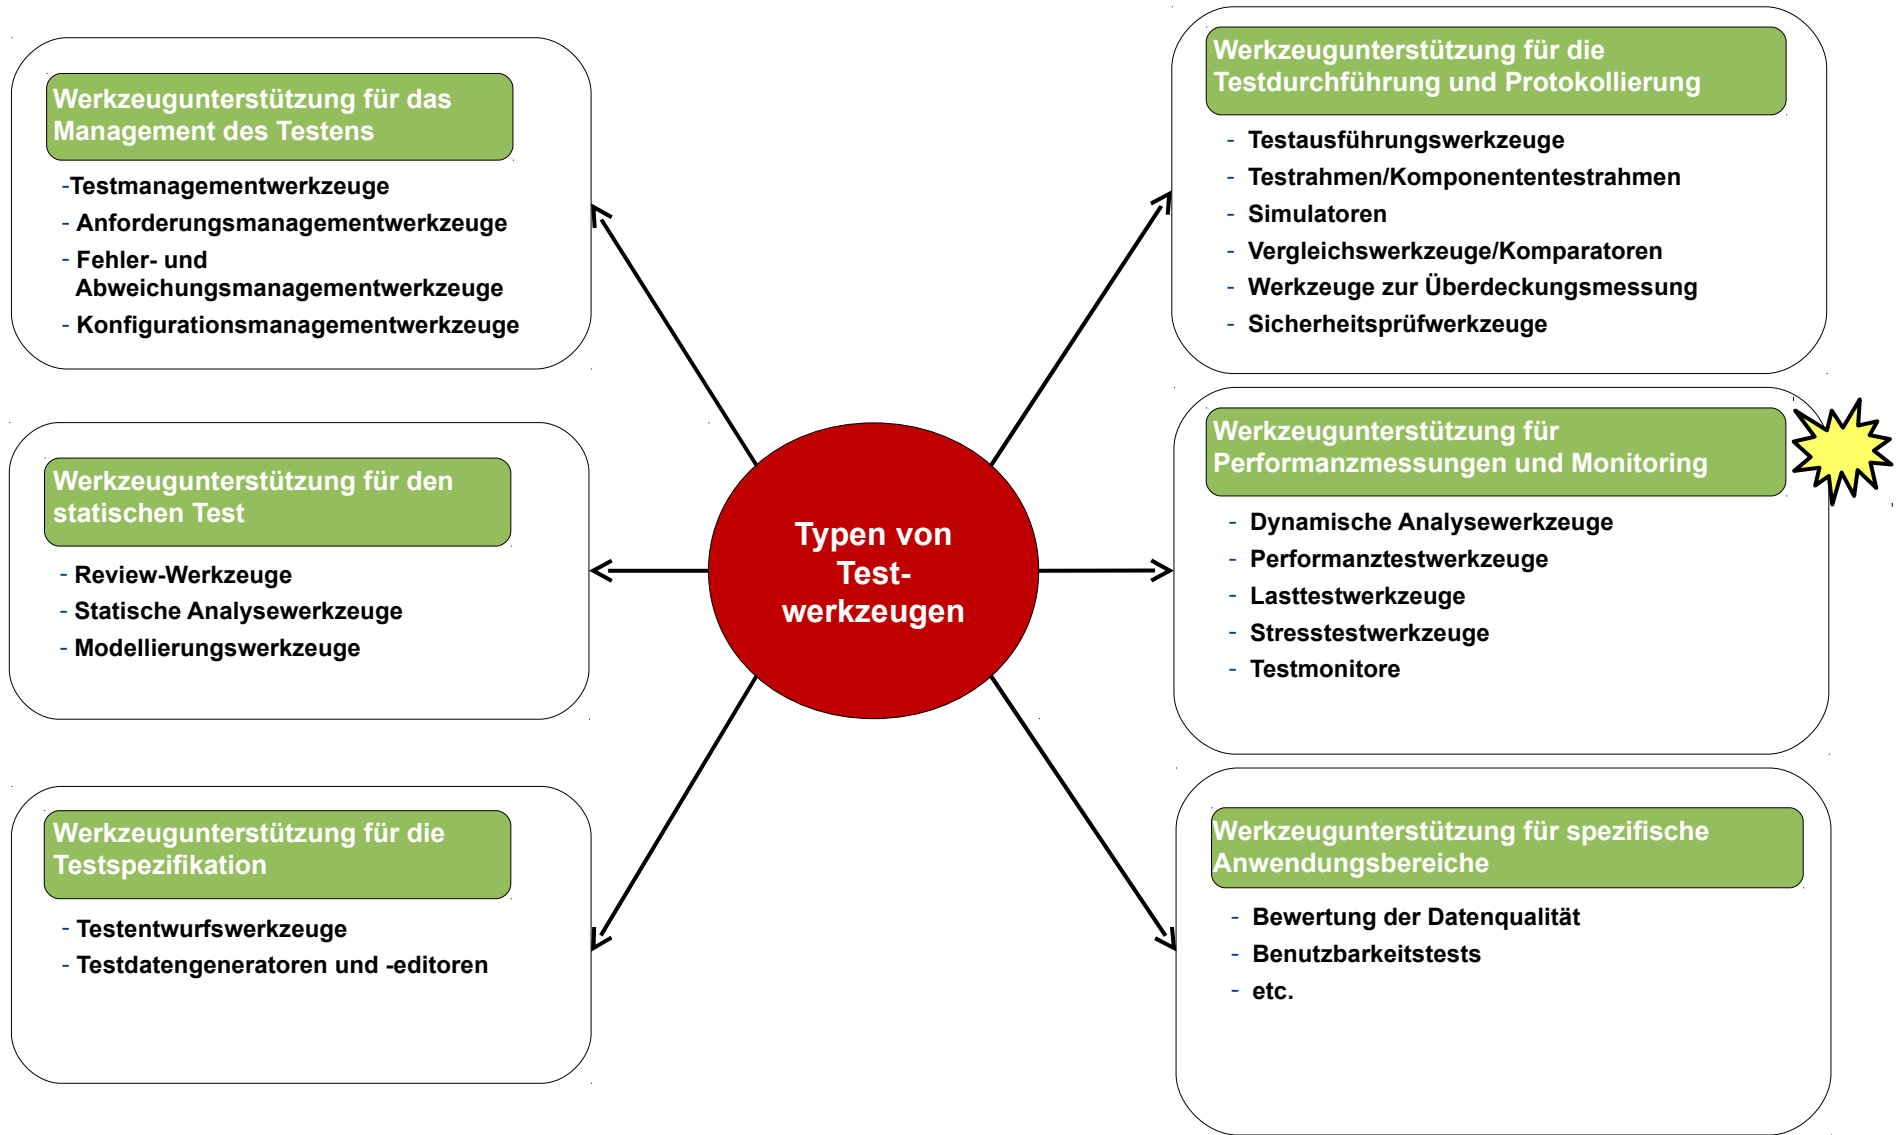 Werkzeugunterstützung für das
Management des Testens
-Testmanagementwerkzeuge
- Anforderungsmanagementwerkzeuge
- Fehler- und
Abweichungsmanagementwerkzeuge
- Konfigurationsmanagementwerkzeuge
Werkzeugunterstützung für den
statischen Test
- Review-Werkzeuge
- Statische Analysewerkzeuge
- Modellierungswerkzeuge
Werkzeugunterstützung für die
Testspezifikation
- Testentwurfswerkzeuge
- Testdatengeneratoren und -editoren
Typen von
Test-
werkzeugen
Werkzeugunterstützung für die
Testdurchführung und Protokollierung
- Testausführungswerkzeuge
- Testrahmen/Komponententestrahmen
- Simulatoren
- Vergleichswerkzeuge/Komparatoren
- Werkzeuge zur Überdeckungsmessung
- Sicherheitsprüfwerkzeuge
Werkzeugunterstützung für
Performanzmessungen und Monitoring
- Dynamische Analysewerkzeuge
- Performanztestwerkzeuge
- Lasttestwerkzeuge
- Stresstestwerkzeuge
- Testmonitore
Werkzeugunterstützung für spezifische
Anwendungsbereiche
- Bewertung der Datenqualität
- Benutzbarkeitstests
- etc.